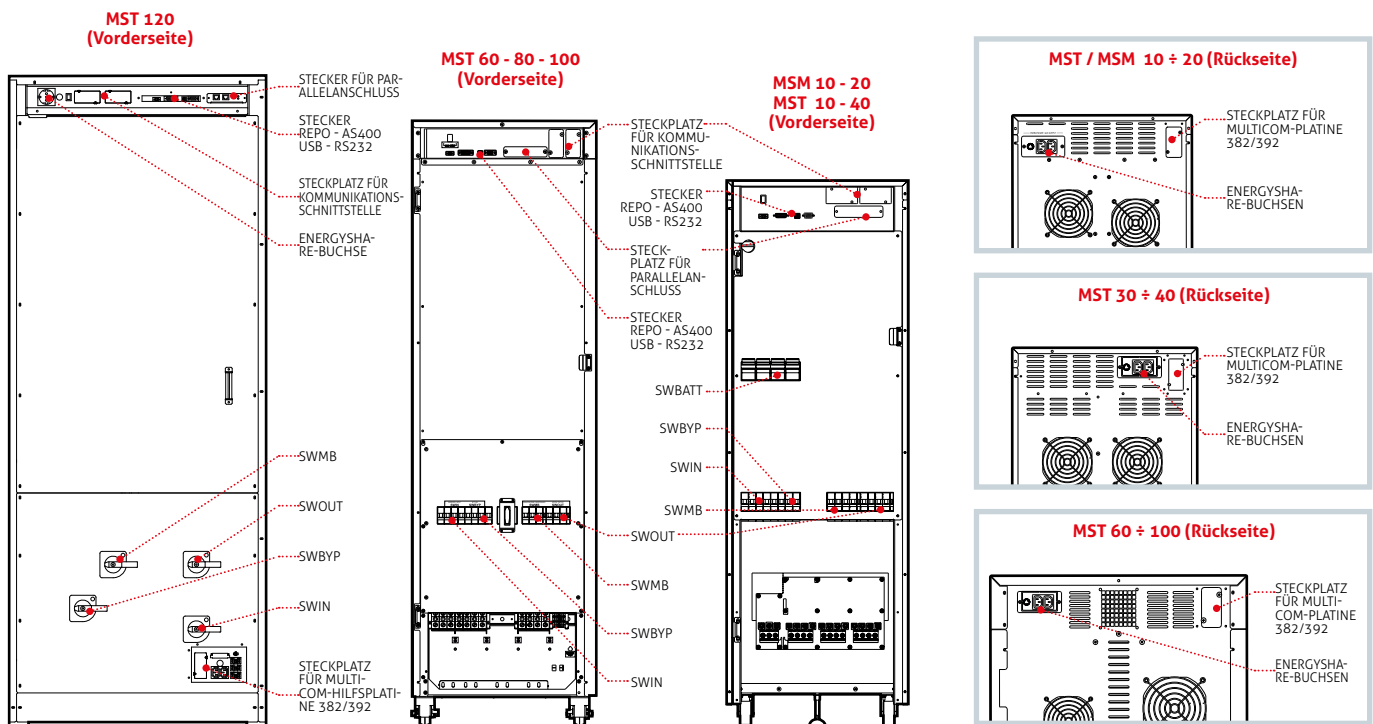 MST 120
(Vorderseite)
STECKER FÜR PAR-
ALLELANSCHLUSS
STECKER
REPO - AS400
USB - RS232
STECKPLATZ FÜR
KOMMUNIKATIONS-
SCHNITTSTELLE
ENERGYSHA-
RE-BUCHSE
SWMB
SWOUT
SWBYP
SWIN
STECKPLATZ
FÜR MULTI-
COM-HILFSPLATI-
NE 382/392
MST 60 - 80 - 100
(Vorderseite)
STECKPLATZ
FÜR KOMMU-
NIKATIONS-
SCHNITTSTELLE
STECKER
REPO - AS400
USB - RS232
STECK-
PLATZ FÜR
PARALLELAN-
SCHLUSS
STECKER
REPO - AS400
USB - RS232
SWBATT
SWBYP
SWIN
SWMB
SWOUT
SWMB
SWBYP
SWIN
MSM 10 - 20
MST 10 - 40
(Vorderseite)
MST / MSM 10 ÷ 20 (Rückseite)
STECKPLATZ FÜR
MULTICOM-PLATINE
382/392
ENERGYSHA-
RE-BUCHSEN
MST 30 ÷ 40 (Rückseite)
STECKPLATZ FÜR
MULTICOM-PLATINE
382/392
ENERGYSHA-
RE-BUCHSEN
MST 60 ÷ 100 (Rückseite)
STECKPLATZ
FÜR MULTI-
COM-PLATINE
382/392
ENERGYSHA-
RE-BUCHSEN